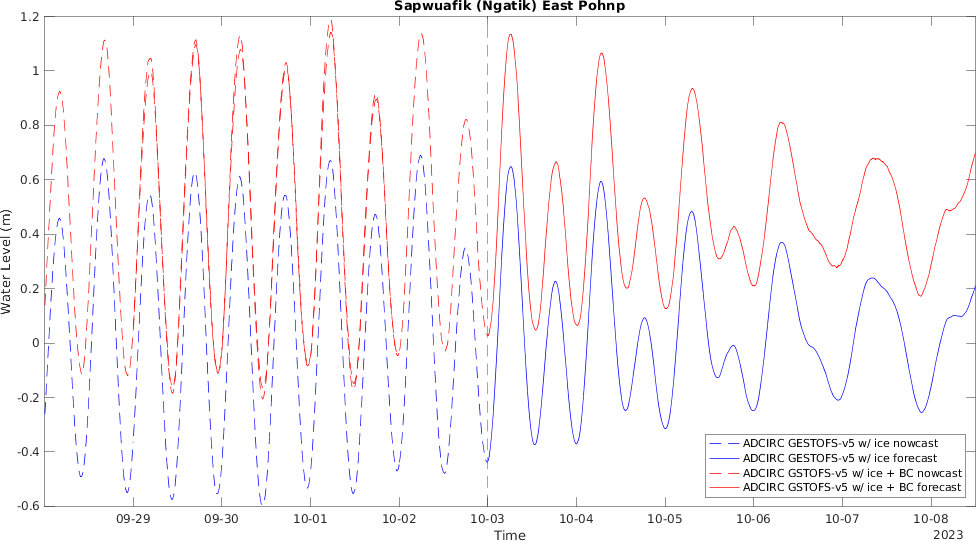 Sapwuafik (Ngatik) East Pohnp
1.2
1
0.8
0.6
0.4
0.2
0
-0.2
-0.4
-0.6
Water Level (m)
ADCIRC GESTOFS-v5 w/ ice nowcast
ADCIRC GESTOFS-v5 w/ ice forecast
ADCIRC GSTOFS-v5 w/ ice + BC nowcast
ADCIRC GSTOFS-v5 w/ ice + BC forecast
09-29 09-30 10-01 10-02 10-03 10-04 10-05 10-06 10-07 10-08
Time
2023